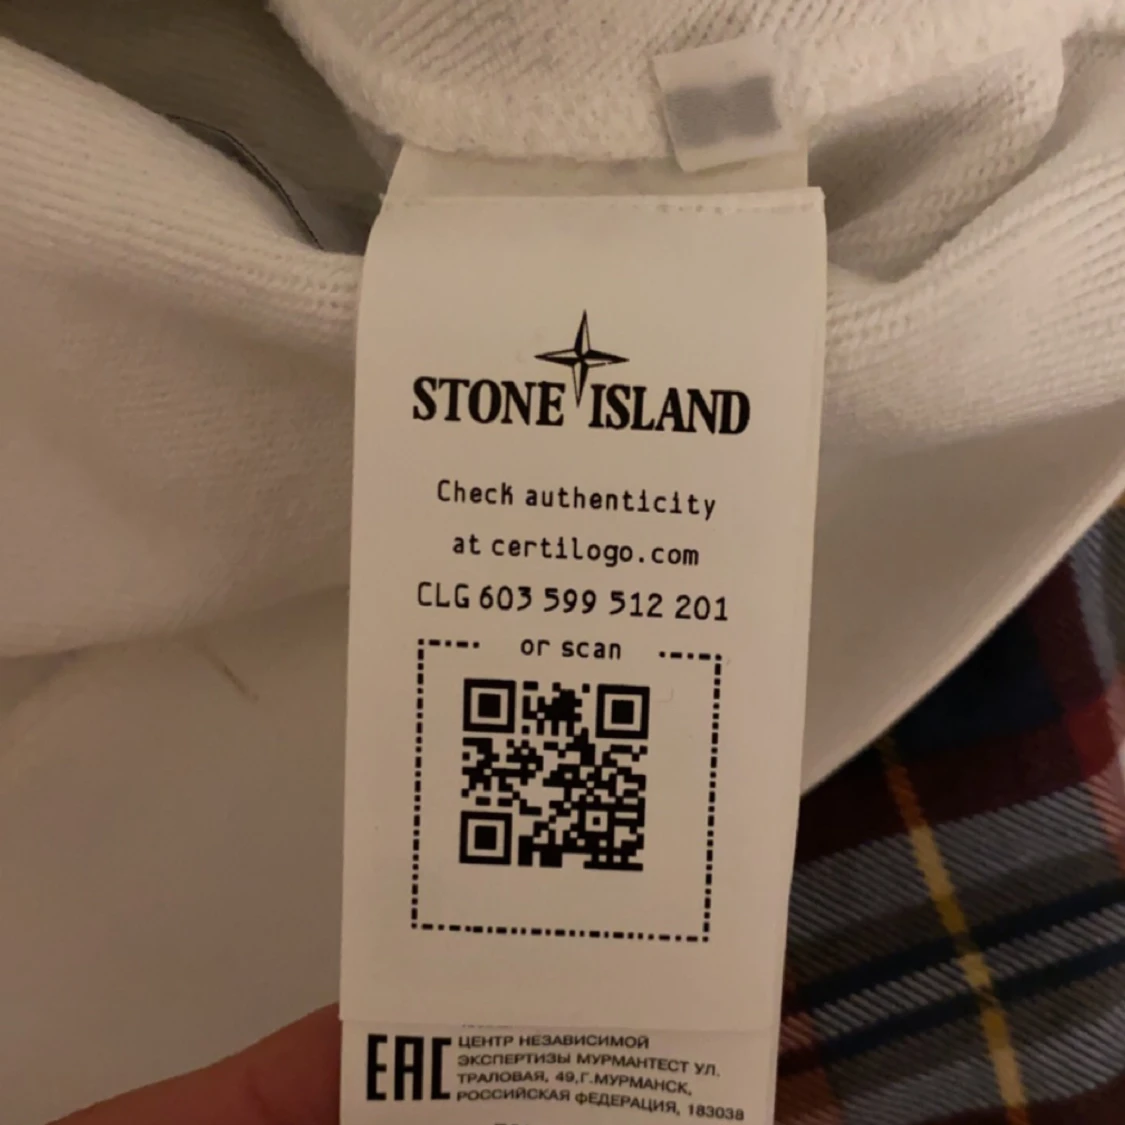 STONE ISLAND
Check authenticity
at certilogo.com
CLG 603 599 512 201
or scan
EAC
ЦЕНТР НЕЗАВИСИМОЙ
ЭКСПЕРТИЗЫ МУРМАНТЕСТ УЛ.
ТРАЛОВАЯ, 49,Г.МУРМАНСК,
РОССИЙСКАЯ ФЕДЕРАЦИЯ, 183038